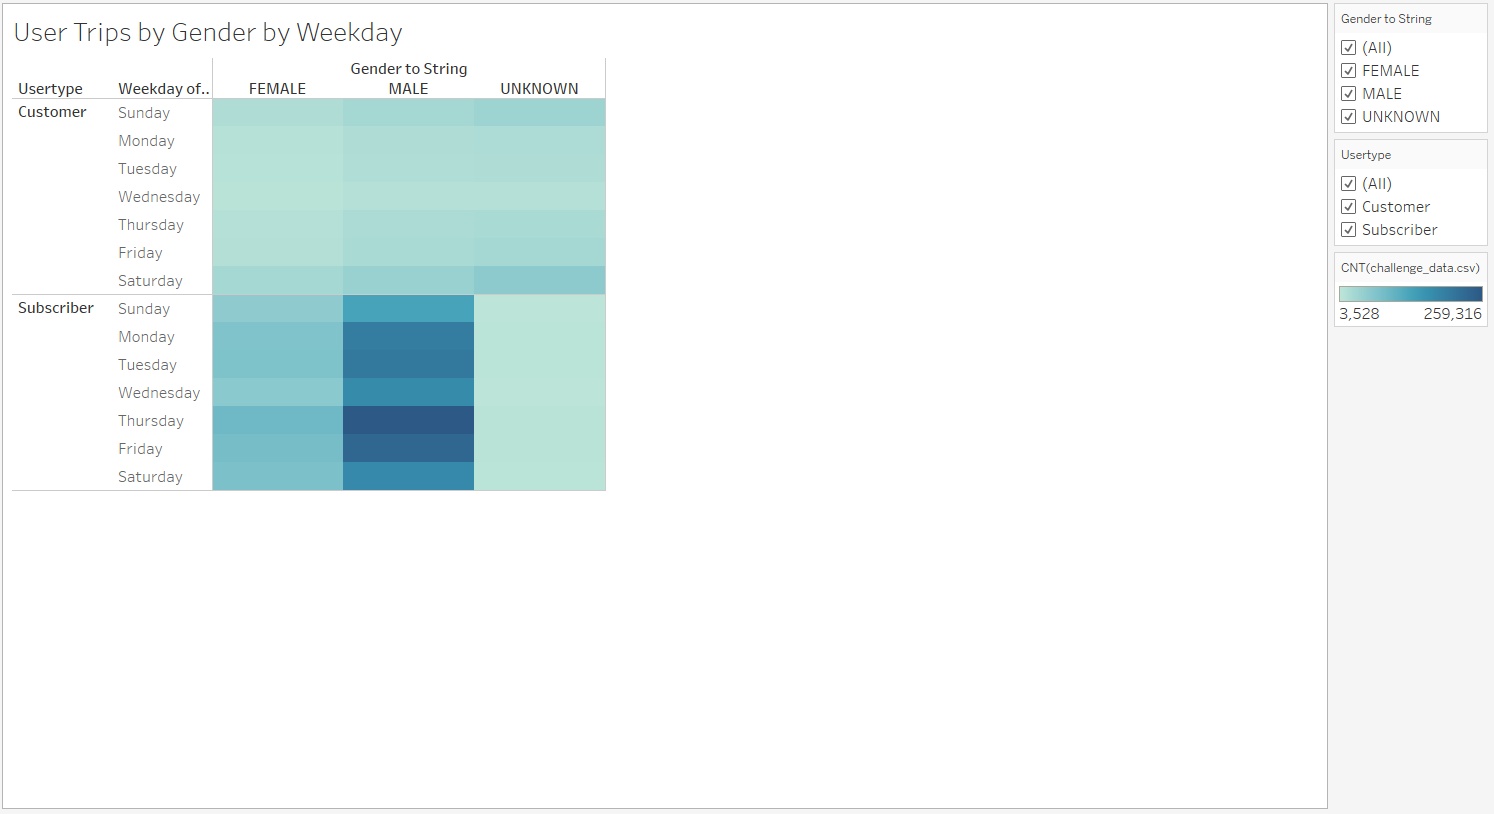 User Trips by Gender by Weekday
Gender to String
Usertype Weekday of.. FEMALE MALE UNKNOWN
Customer Sunday
Monday
Tuesday
Wednesday
Thursday
Friday
Saturday
Subscriber Sunday
Monday
Tuesday
Wednesday
Thursday
Friday
Saturday
Gender to String
(All)
FEMALE
MALE
UNKNOWN
Usertype
(All)
Customer
Subscriber
CNT(challenge_data.csv)
3,528 259,316